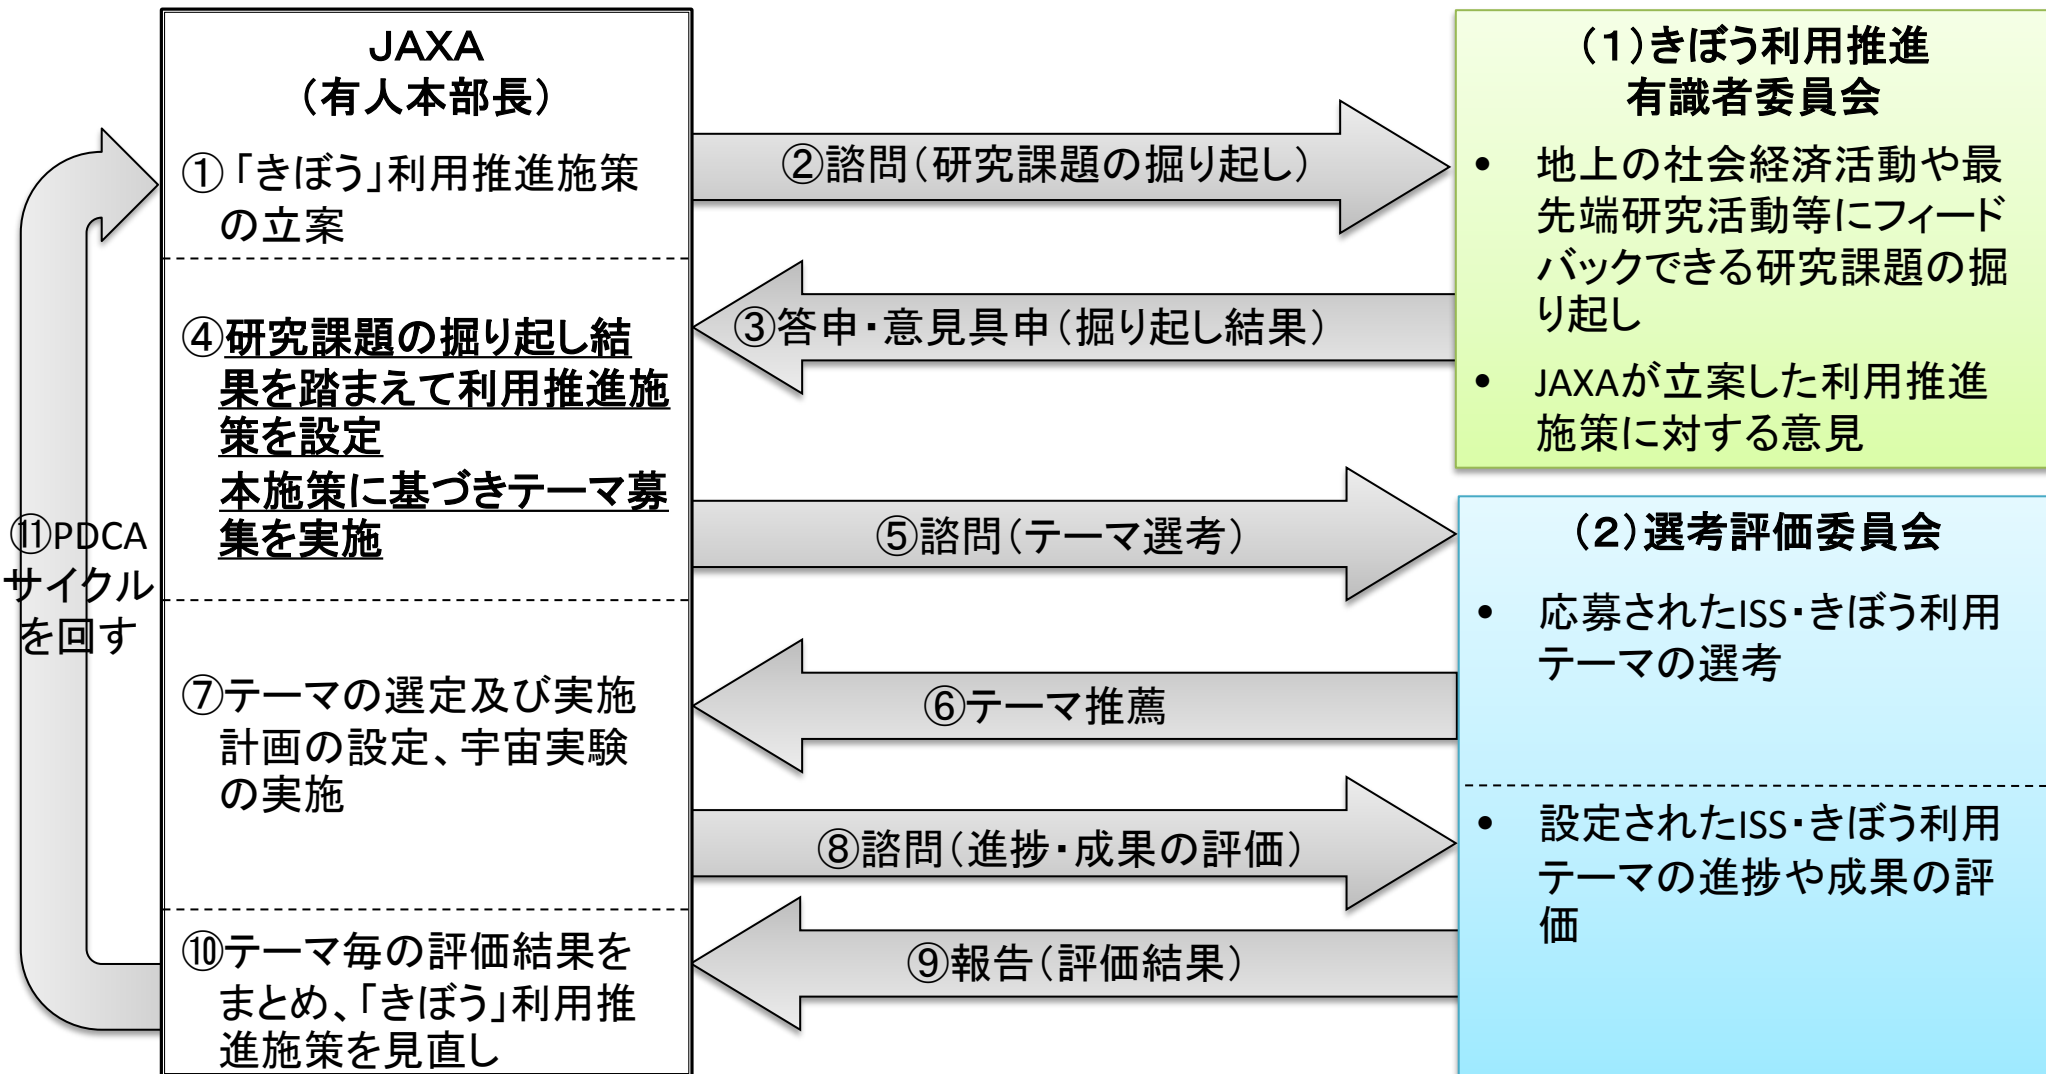 JAXA
（有人本部長）
①「きぼう」利用推進施策
の立案
④研究課題の掘り起し結
果を踏まえて利用推進施
策を設定
本施策に基づきテーマ募
集を実施
⑦テーマの選定及び実施
計画の設定、宇宙実験
の実施
⑩テーマ毎の評価結果を
まとめ、「きぼう」利用推
進施策を見直し
⑪PDCA
サイクル
を回す
②諮問（研究課題の掘り起し）
③答申・意見具申（掘り起し結果）
⑤諮問（テーマ選考）
⑥テーマ推薦
⑧諮問（進捗・成果の評価）
⑨報告（評価結果）
（１）きぼう利用推進
有識者委員会
• 地上の社会経済活動や最
先端研究活動等にフィード
バックできる研究課題の掘
り起し
• JAXAが立案した利用推進
施策に対する意見
（２）選考評価委員会
• 応募されたISS・きぼう利用
テーマの選考
• 設定されたISS・きぼう利用
テーマの進捗や成果の評
価